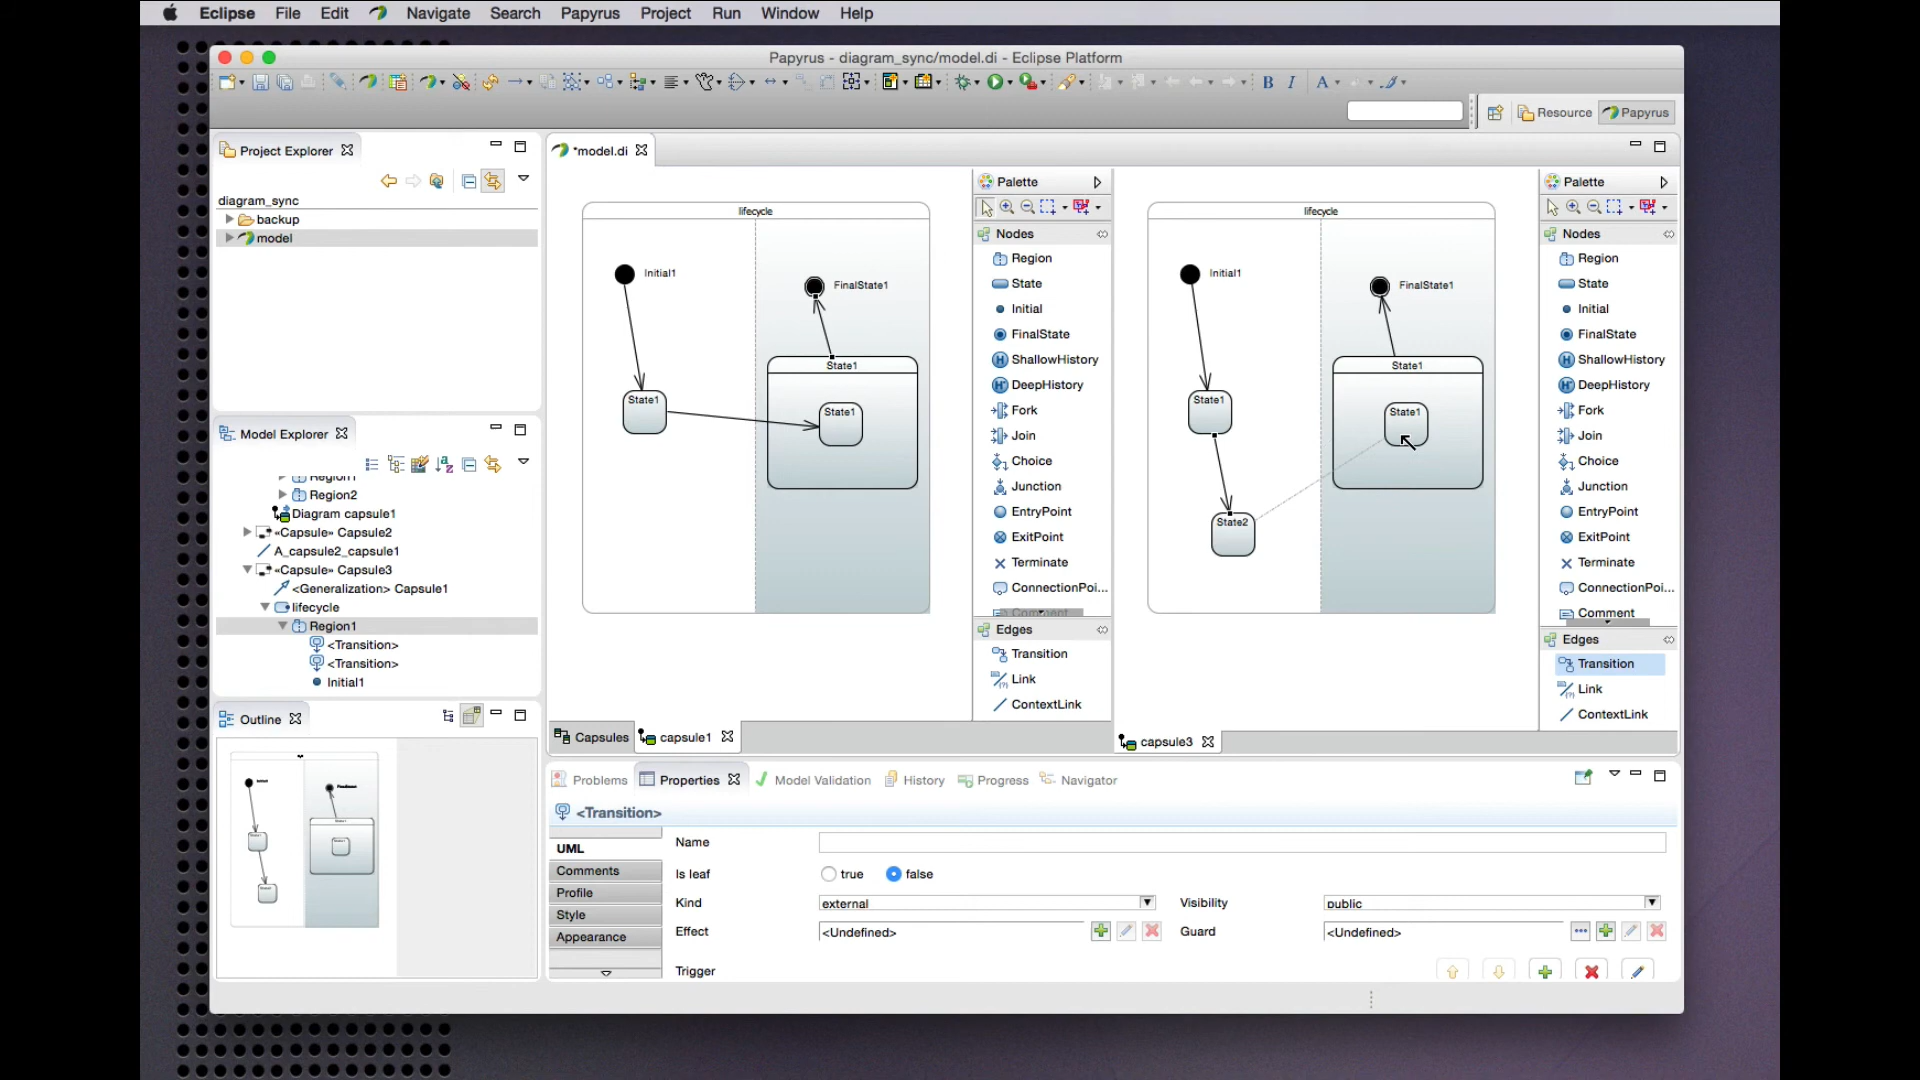 Eclipse File Edit Navigate Search Papyrus Project Run Window Help
Papyrus - diagram_sync/model.di - Eclipse Platform
B I A
Resource Papyrus
Project Explorer
diagram_sync
backup
model
Model Explorer
Region1
Region2
Diagram capsule1
«Capsule» Capsule2
A_capsule2_capsule1
«Capsule» Capsule3
<Generalization> Capsule1
lifecycle
Region1
<Transition>
<Transition>
Initial1
Outline
*model.di
lifecycle
Initial1
FinalState1
State1
State1
State1
Palette
Nodes
Region
State
Initial
FinalState
ShallowHistory
DeepHistory
Fork
Join
Choice
Junction
EntryPoint
ExitPoint
Terminate
ConnectionPoi...
Comment
Edges
Transition
Link
ContextLink
Capsules
capsule1
lifecycle
Initial1
FinalState1
State1
State1
State1
State2
Palette
Nodes
Region
State
Initial
FinalState
ShallowHistory
DeepHistory
Fork
Join
Choice
Junction
EntryPoint
ExitPoint
Terminate
ConnectionPoi...
Comment
Edges
Transition
Link
ContextLink
capsule3
Problems Properties Model Validation History Progress Navigator
<Transition>
UML
Comments
Profile
Style
Appearance
Name
Is leaf true false
Kind external Visibility public
Effect <Undefined> Guard <Undefined>
Trigger